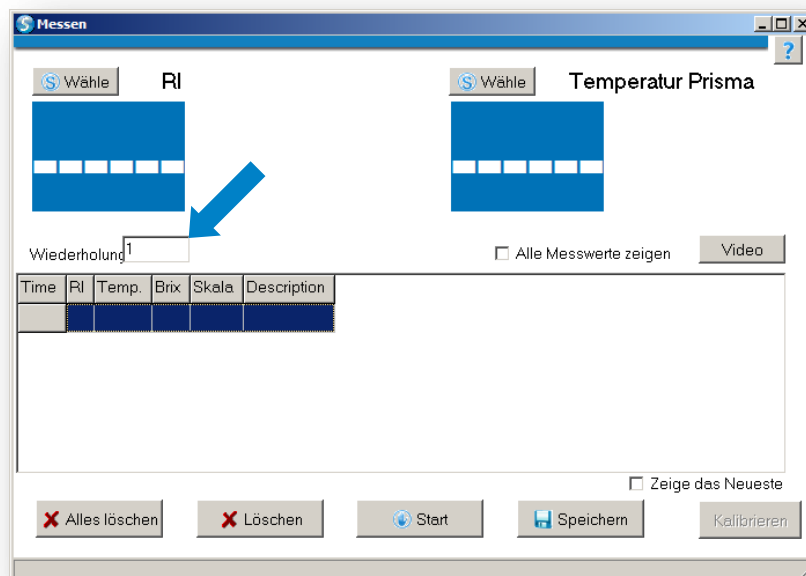 Messen
?
S Wähle RI
S Wähle Temperatur Prisma
Wiederholung 1
Alle Messwerte zeigen
Video
Time RI Temp. Brix Skala Description
Zeige das Neueste
Alles löschen
Löschen
Start
Speichern
Kalibrieren